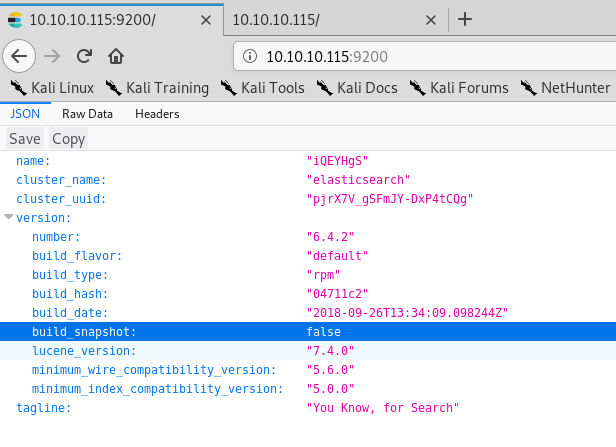 10.10.10.115:9200/ × 10.10.10.115/ × +
10.10.10.115:9200
Kali Linux Kali Training Kali Tools Kali Docs Kali Forums NetHunter
JSON Raw Data Headers
Save Copy
name: "iQEYHgS"
cluster_name: "elasticsearch"
cluster_uuid: "pjrX7V_gSFmJY-DxP4tCQg"
version:
number: "6.4.2"
build_flavor: "default"
build_type: "rpm"
build_hash: "04711c2"
build_date: "2018-09-26T13:34:09.098244Z"
build_snapshot: false
lucene_version: "7.4.0"
minimum_wire_compatibility_version: "5.6.0"
minimum_index_compatibility_version: "5.0.0"
tagline: "You Know, for Search"